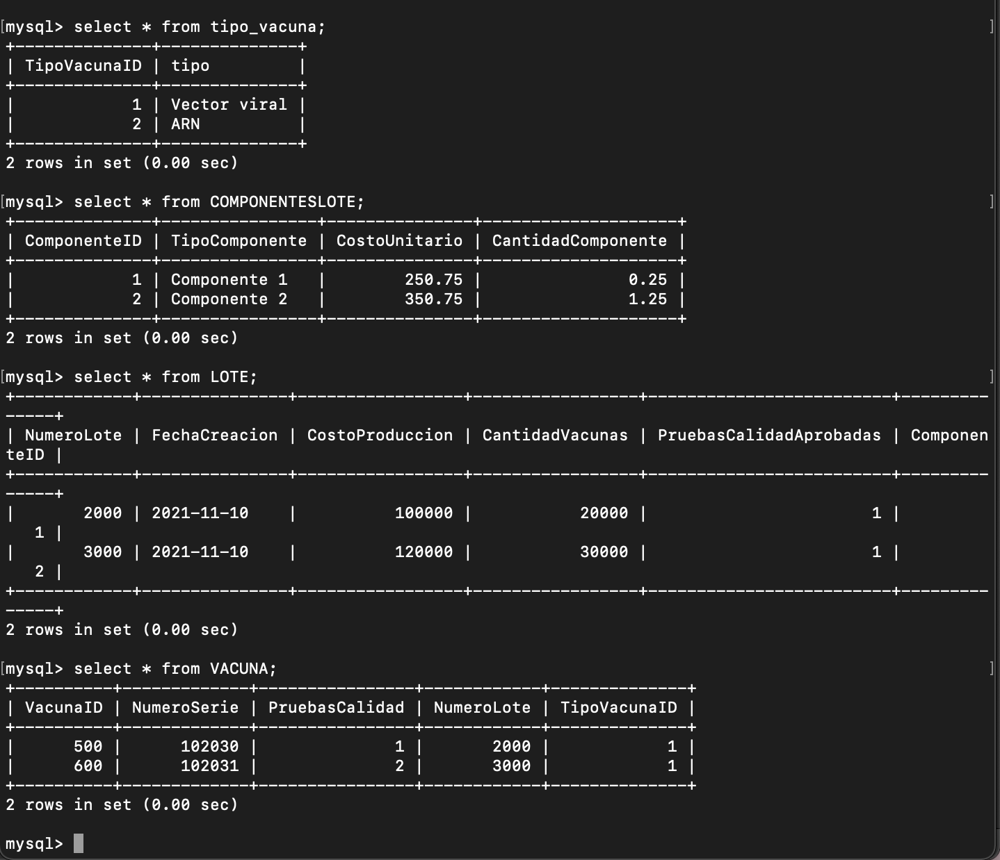 [mysql> select * from tipo_vacuna; ]
+--------------+--------------+
| TipoVacunaID | tipo         |
+--------------+--------------+
|            1 | Vector viral |
|            2 | ARN          |
+--------------+--------------+
2 rows in set (0.00 sec)
[mysql> select * from COMPONENTESLOTE; ]
+--------------+----------------+---------------+--------------------+
| ComponenteID | TipoComponente | CostoUnitario | CantidadComponente |
+--------------+----------------+---------------+--------------------+
|            1 | Componente 1   |        250.75 |               0.25 |
|            2 | Componente 2   |        350.75 |               1.25 |
+--------------+----------------+---------------+--------------------+
2 rows in set (0.00 sec)
[mysql> select * from LOTE; ]
+------------+---------------+-----------------+-----------------+-------------------------+---------
-----+
| NumeroLote | FechaCreacion | CostoProduccion | CantidadVacunas | PruebasCalidadAprobadas | Componen
teID |
+------------+---------------+-----------------+-----------------+-------------------------+---------
-----+
|       2000 | 2021-11-10    |          100000 |           20000 |                       1 |
   1 |
|       3000 | 2021-11-10    |          120000 |           30000 |                       1 |
   2 |
+------------+---------------+-----------------+-----------------+-------------------------+---------
-----+
2 rows in set (0.00 sec)
[mysql> select * from VACUNA; ]
+----------+-------------+----------------+------------+--------------+
| VacunaID | NumeroSerie | PruebasCalidad | NumeroLote | TipoVacunaID |
+----------+-------------+----------------+------------+--------------+
|      500 |      102030 |              1 |       2000 |            1 |
|      600 |      102031 |              2 |       3000 |            1 |
+----------+-------------+----------------+------------+--------------+
2 rows in set (0.00 sec)
mysql>